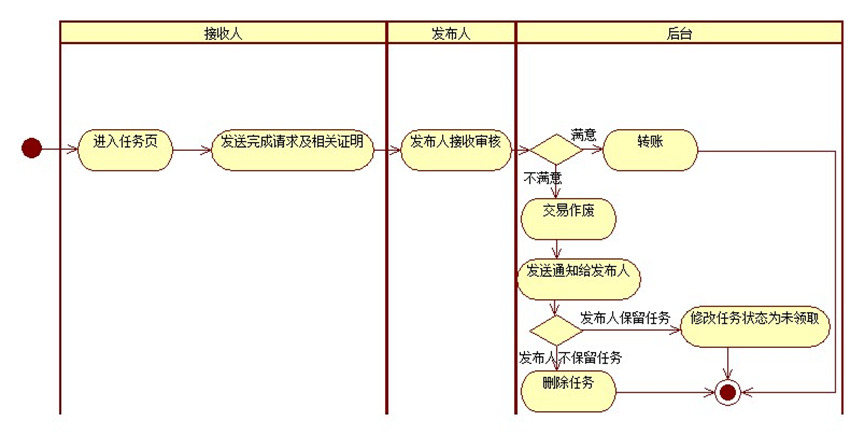 接收人
发布人
后台
进入任务页
发送完成请求及相关证明
发布人接收审核
满意
转账
不满意
交易作废
发送通知给发布人
发布人保留任务
修改任务状态为未领取
发布人不保留任务
删除任务